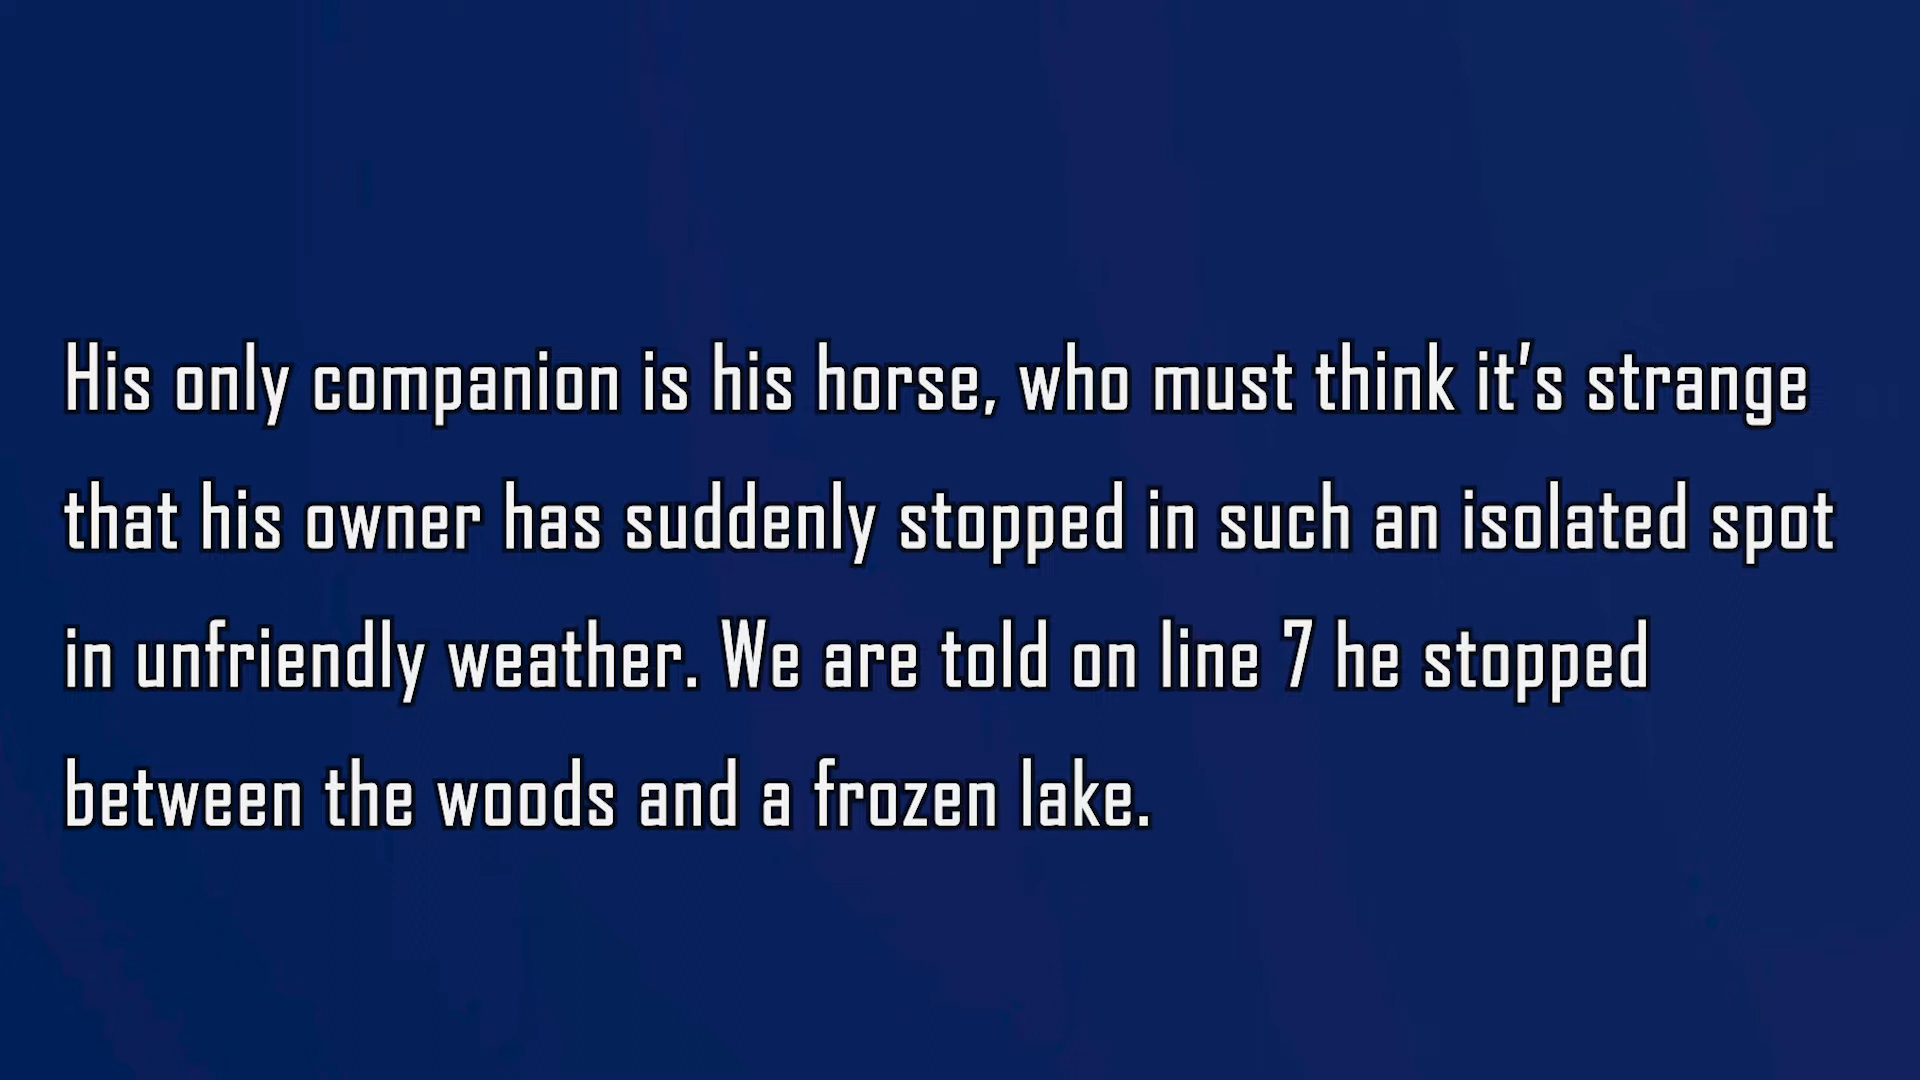 His only companion is his horse, who must think it's strange
that his owner has suddenly stopped in such an isolated spot
in unfriendly weather. We are told on line 7 he stopped
between the woods and a frozen lake.